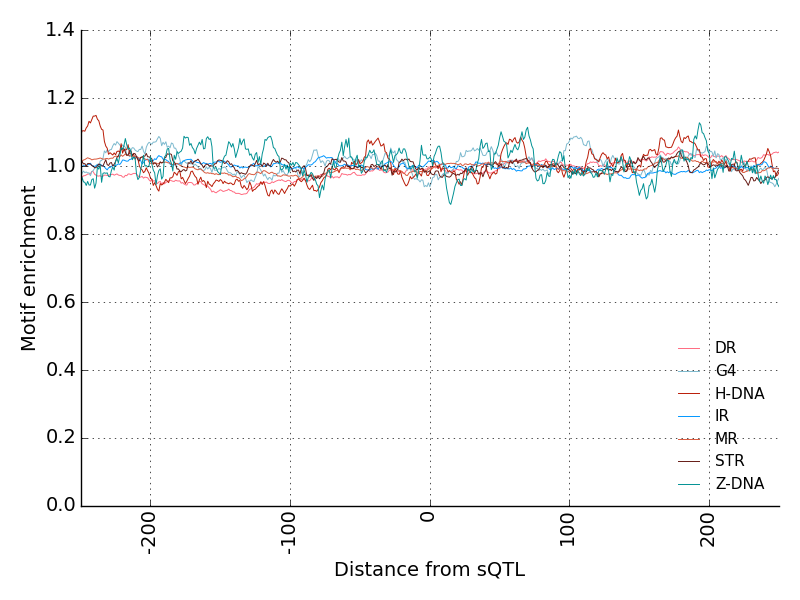 1.4
1.2
1.0
0.8
0.6
0.4
0.2
0.0
Motif enrichment
-200
-100
0
100
200
Distance from sQTL
DR
G4
H-DNA
IR
MR
STR
Z-DNA